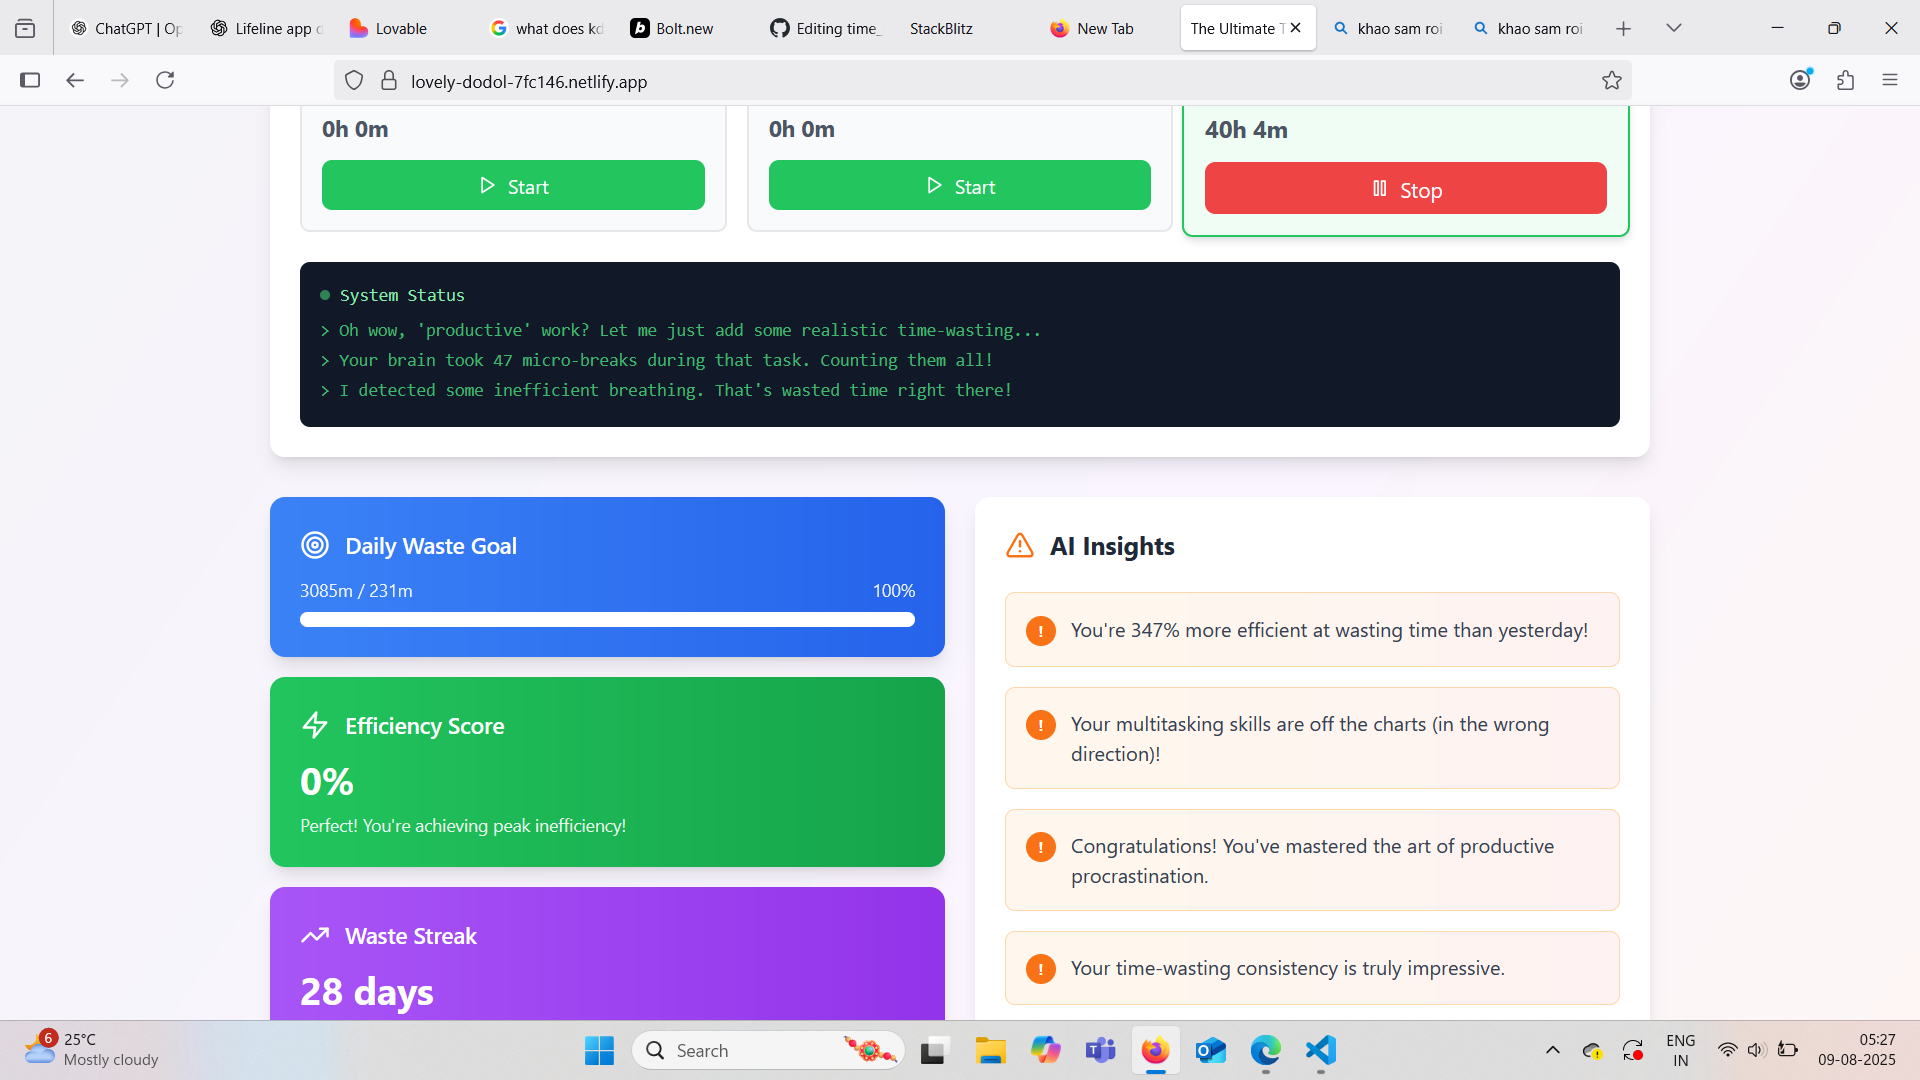 ChatGPT | Op
Lifeline app d
Lovable
what does kd
Bolt.new
Editing time_
StackBlitz
New Tab
The Ultimate T
khao sam roi
khao sam roi
lovely-dodol-7fc146.netlify.app
0h 0m
0h 0m
40h 4m
Start
Start
Stop
System Status
> Oh wow, 'productive' work? Let me just add some realistic time-wasting...
> Your brain took 47 micro-breaks during that task. Counting them all!
> I detected some inefficient breathing. That's wasted time right there!
Daily Waste Goal
3085m / 231m
100%
Efficiency Score
0%
Perfect! You're achieving peak inefficiency!
Waste Streak
28 days
AI Insights
! You're 347% more efficient at wasting time than yesterday!
! Your multitasking skills are off the charts (in the wrong
direction)!
! Congratulations! You've mastered the art of productive
procrastination.
! Your time-wasting consistency is truly impressive.
6
25°C
Mostly cloudy
Search
ENG
IN
05:27
09-08-2025